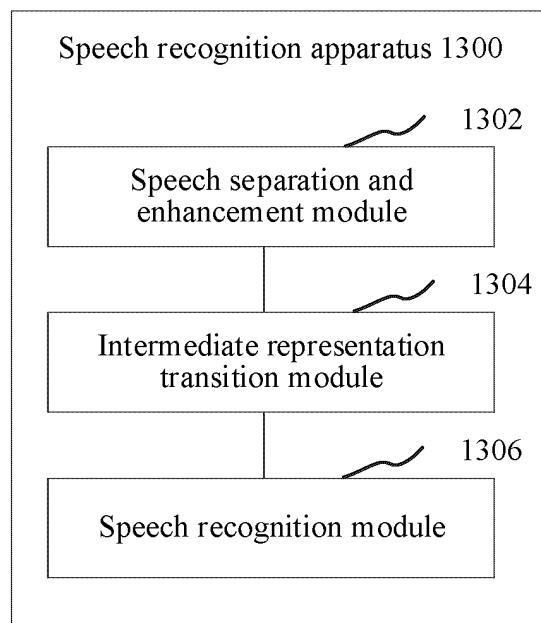 Speech recognition apparatus 1300
1302
Speech separation and
enhancement module
1304
Intermediate representation
transition module
1306
Speech recognition module